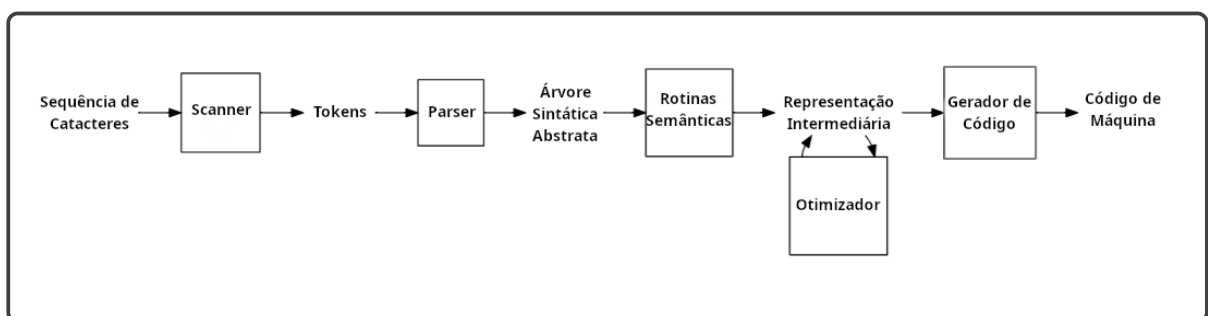 Sequência de
Catacteres
Scanner
Tokens
Parser
Árvore
Sintática
Abstrata
Rotinas
Semânticas
Representação
Intermediária
Otimizador
Gerador de
Código
Código de
Máquina